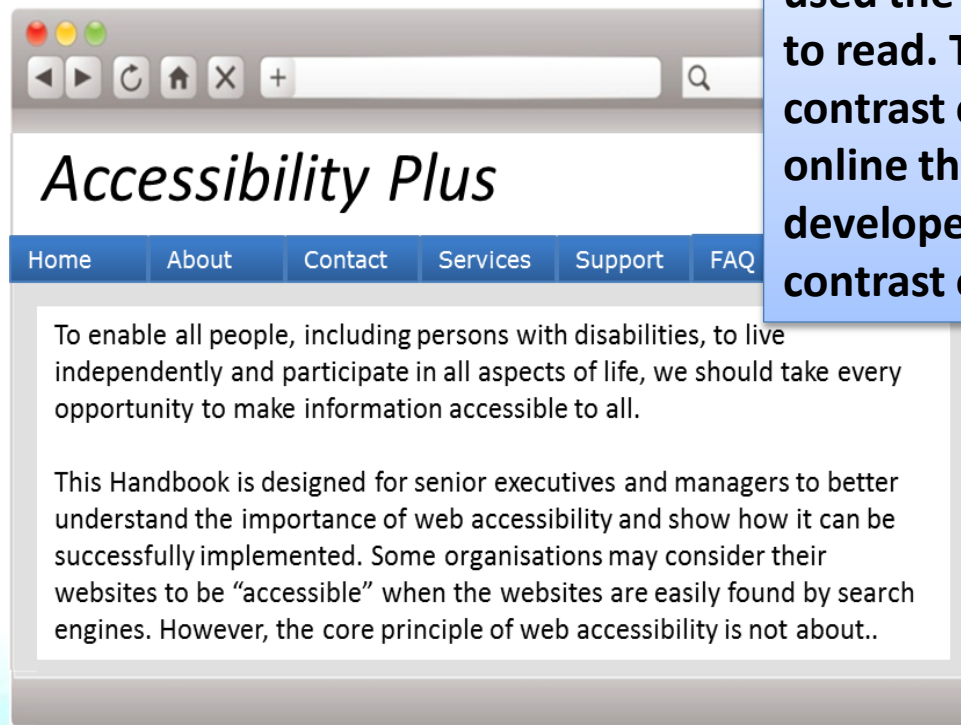 used the
to read. T
contrast
online th
develope
contrast
Accessibility Plus
Home About Contact Services Support FAQ
To enable all people, including persons with disabilities, to live
independently and participate in all aspects of life, we should take every
opportunity to make information accessible to all.
This Handbook is designed for senior executives and managers to better
understand the importance of web accessibility and show how it can be
successfully implemented. Some organisations may consider their
websites to be “accessible” when the websites are easily found by search
engines. However, the core principle of web accessibility is not about..